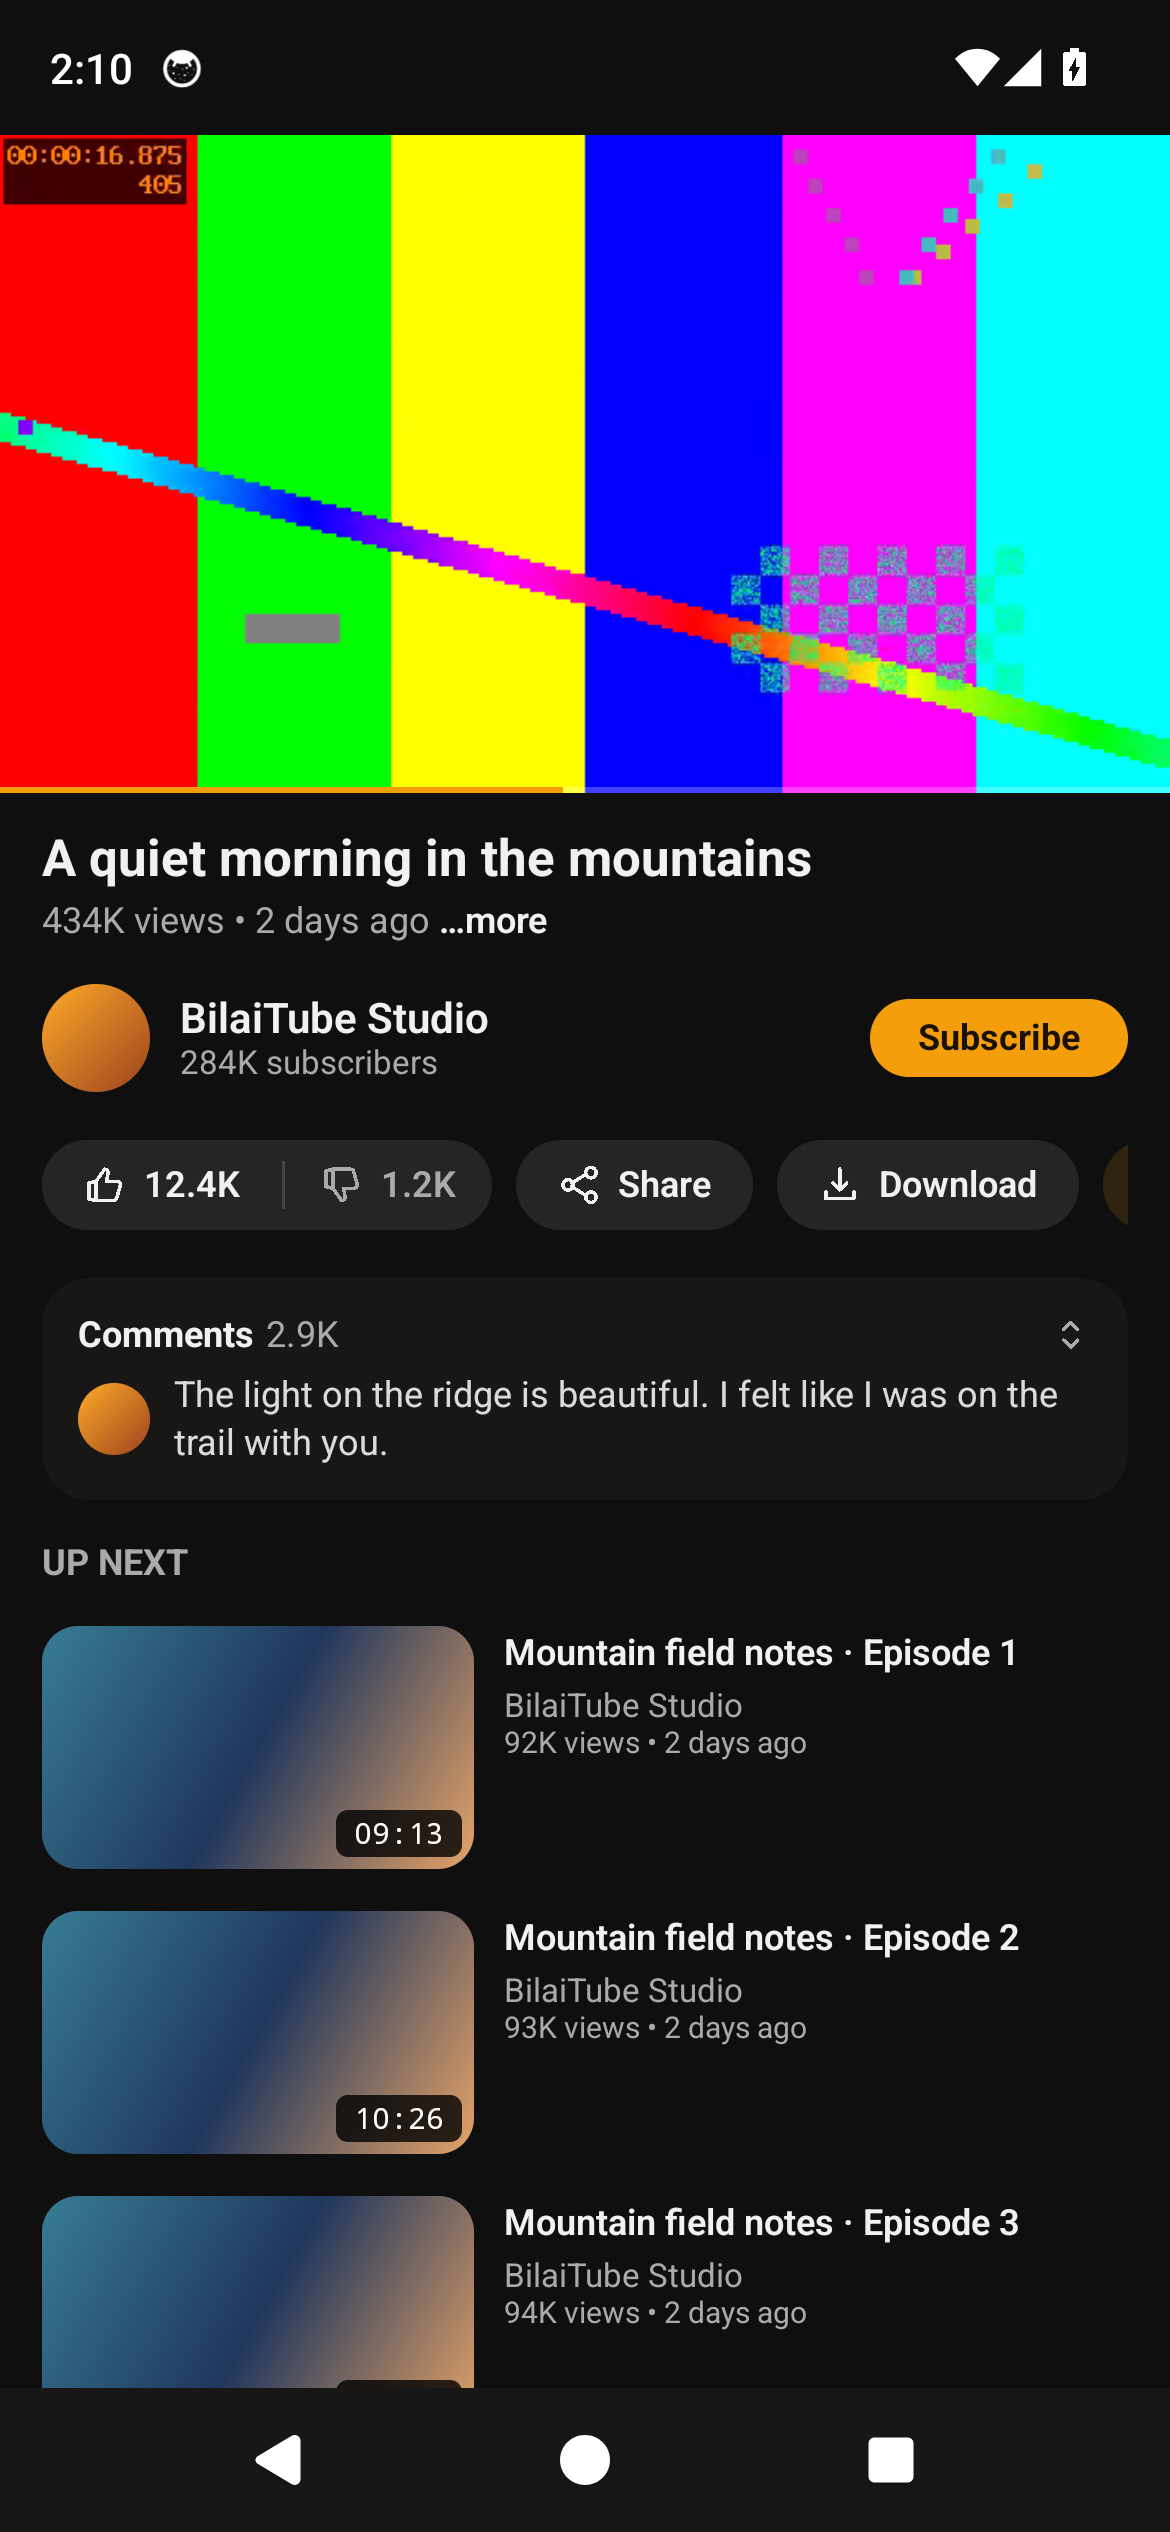 2:10
00:00:16.875
405
A quiet morning in the mountains
434K views • 2 days ago ...more
BilaiTube Studio
284K subscribers
Subscribe
12.4K
1.2K
Share
Download
Comments 2.9K
The light on the ridge is beautiful. I felt like I was on the
trail with you.
UP NEXT
Mountain field notes · Episode 1
BilaiTube Studio
92K views • 2 days ago
09:13
Mountain field notes · Episode 2
BilaiTube Studio
93K views • 2 days ago
10:26
Mountain field notes · Episode 3
BilaiTube Studio
94K views • 2 days ago